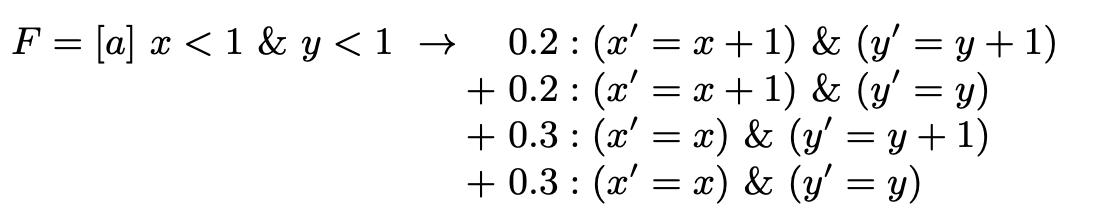 F = [a] x < 1 & y < 1 → 0.2 : (x′ = x + 1) & (y′ = y + 1)
+ 0.2 : (x′ = x + 1) & (y′ = y)
+ 0.3 : (x′ = x) & (y′ = y + 1)
+ 0.3 : (x′ = x) & (y′ = y)